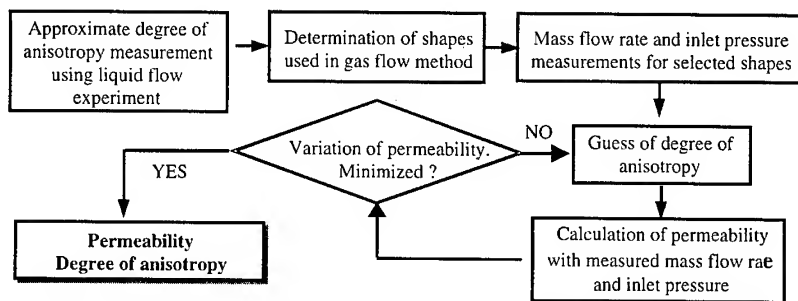 Approximate degree of
anisotropy measurement
using liquid flow
experiment
Determination of shapes
used in gas flow method
Mass flow rate and inlet pressure
measurements for selected shapes
Variation of permeability.
Minimized ?
NO
YES
Guess of degree of
anisotropy
Permeability
Degree of anisotropy
Calculation of permeability
with measured mass flow rae
and inlet pressure